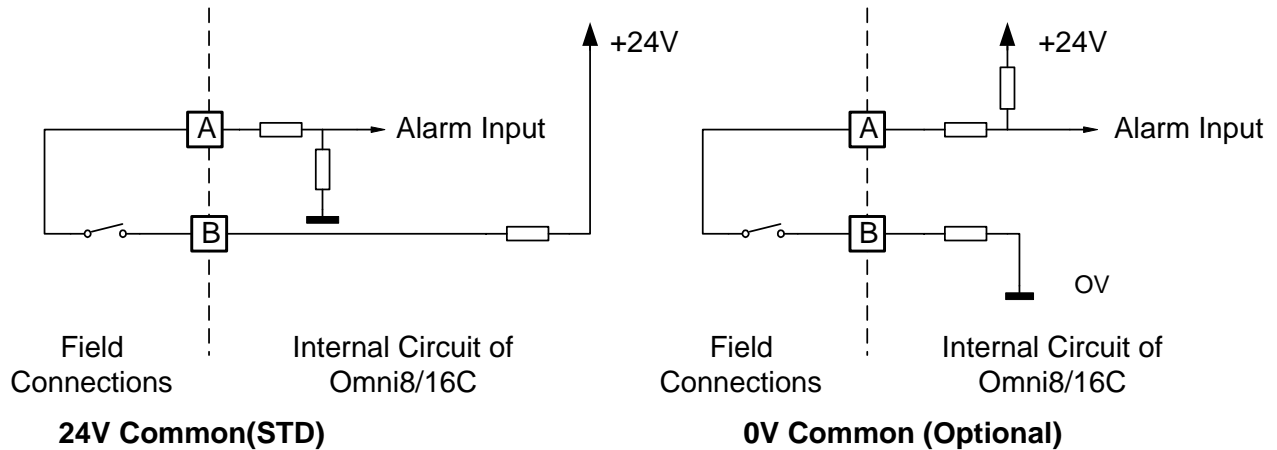 +24V
A
Alarm Input
B
Field
Connections
Internal Circuit of
Omni8/16C
24V Common(STD)
+24V
A
Alarm Input
B
OV
Field
Connections
Internal Circuit of
Omni8/16C
0V Common (Optional)